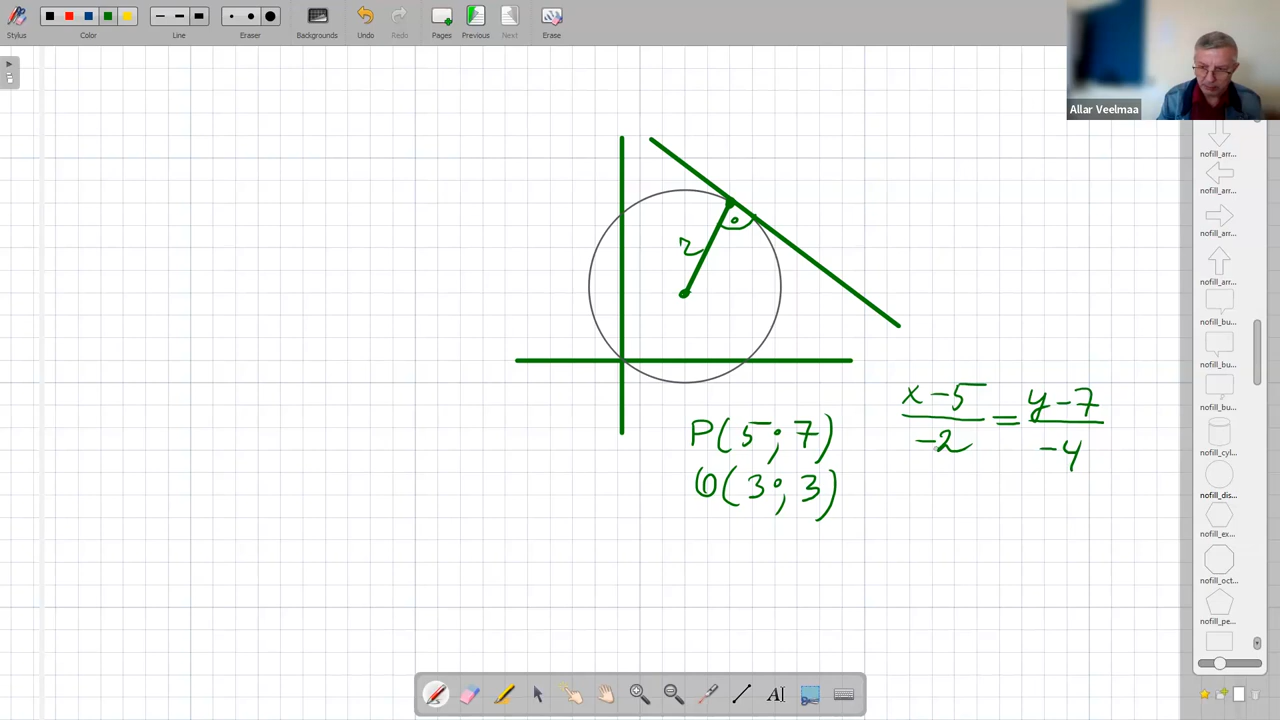 Stylus
Color
Line
Eraser
Backgrounds
Undo
Redo
Pages
Previous
Next
Erase
Allar Veelmaa
nofill_arr...
nofill_arr...
nofill_arr...
nofill_arr...
nofill_bu...
nofill_bu...
nofill_bu...
nofill_cyl...
nofill_dis...
nofill_ex...
nofill_oct...
nofill_pe...
r
x-5/-2 = y-7/-4
P(5;7)
O(3;3)
AI